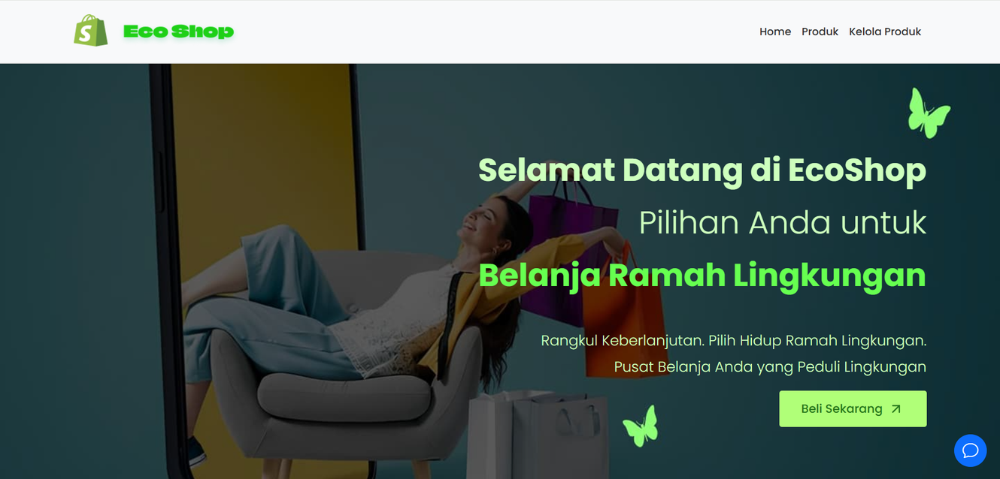 S
Eco Shop
Home Produk Kelola Produk
Selamat Datang di EcoShop
Pilihan Anda untuk
Belanja Ramah Lingkungan
Rangkul Keberlanjutan. Pilih Hidup Ramah Lingkungan.
Pusat Belanja Anda yang Peduli Lingkungan
Beli Sekarang